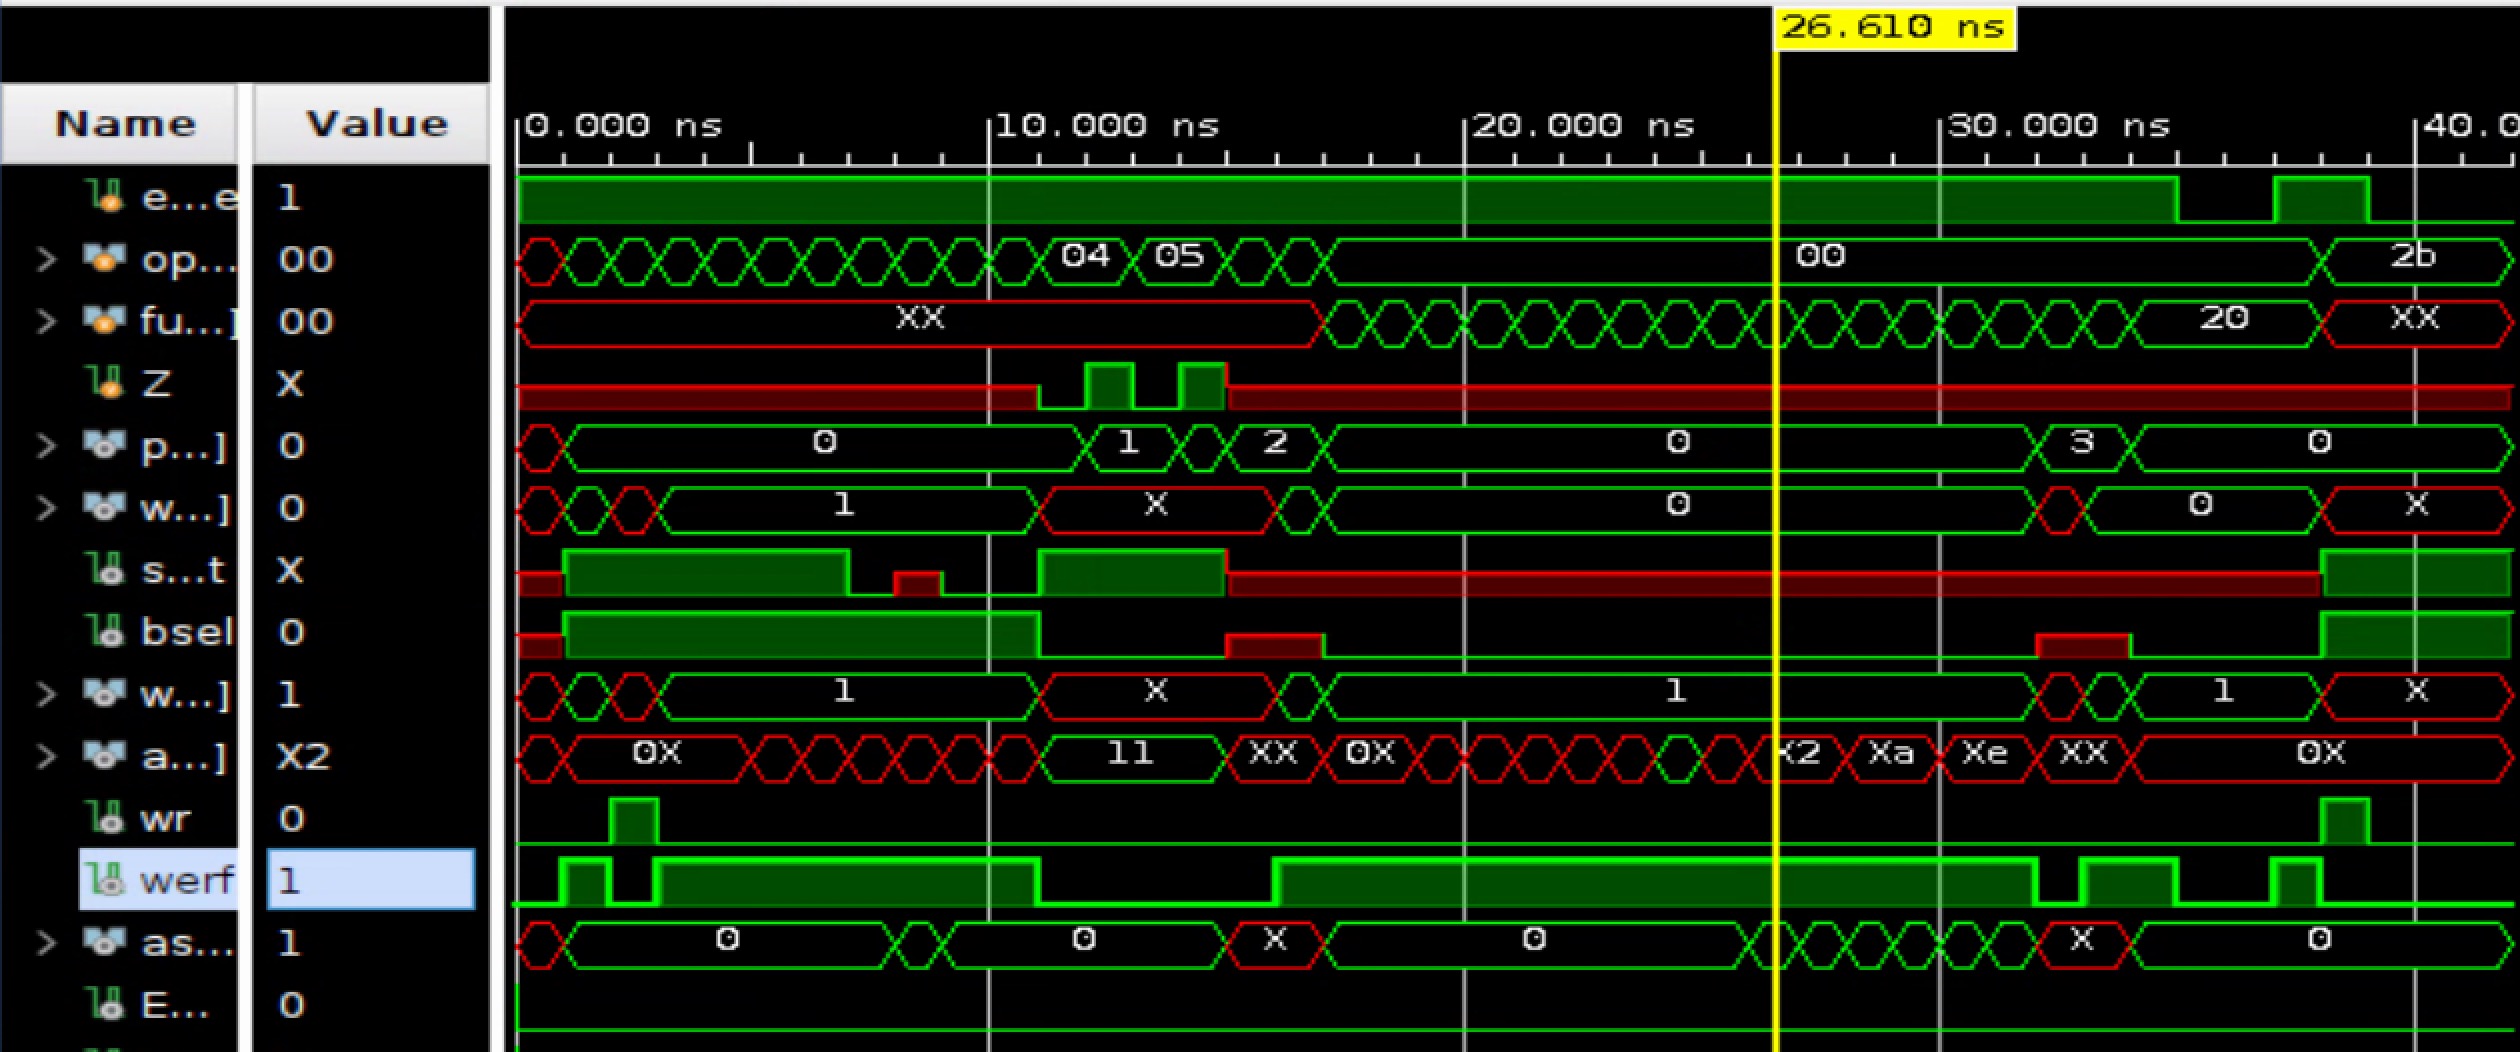 26.610 ns
Name Value
0.000 ns 10.000 ns 20.000 ns 30.000 ns 40.0
e...e 1
op... 00 04 05 00 2b
fu...] 00 XX 20 XX
Z X
p...] 0 0 1 2 0 3 0
w...] 0 1 X 0 0 X
s...t X
bsel 0
w...] 1 1 X 1 1 X
a...] X2 0X 11 XX 0X X2 Xa Xe XX 0X
wr 0
werf 1
as... 1 0 0 X 0 X 0
E... 0